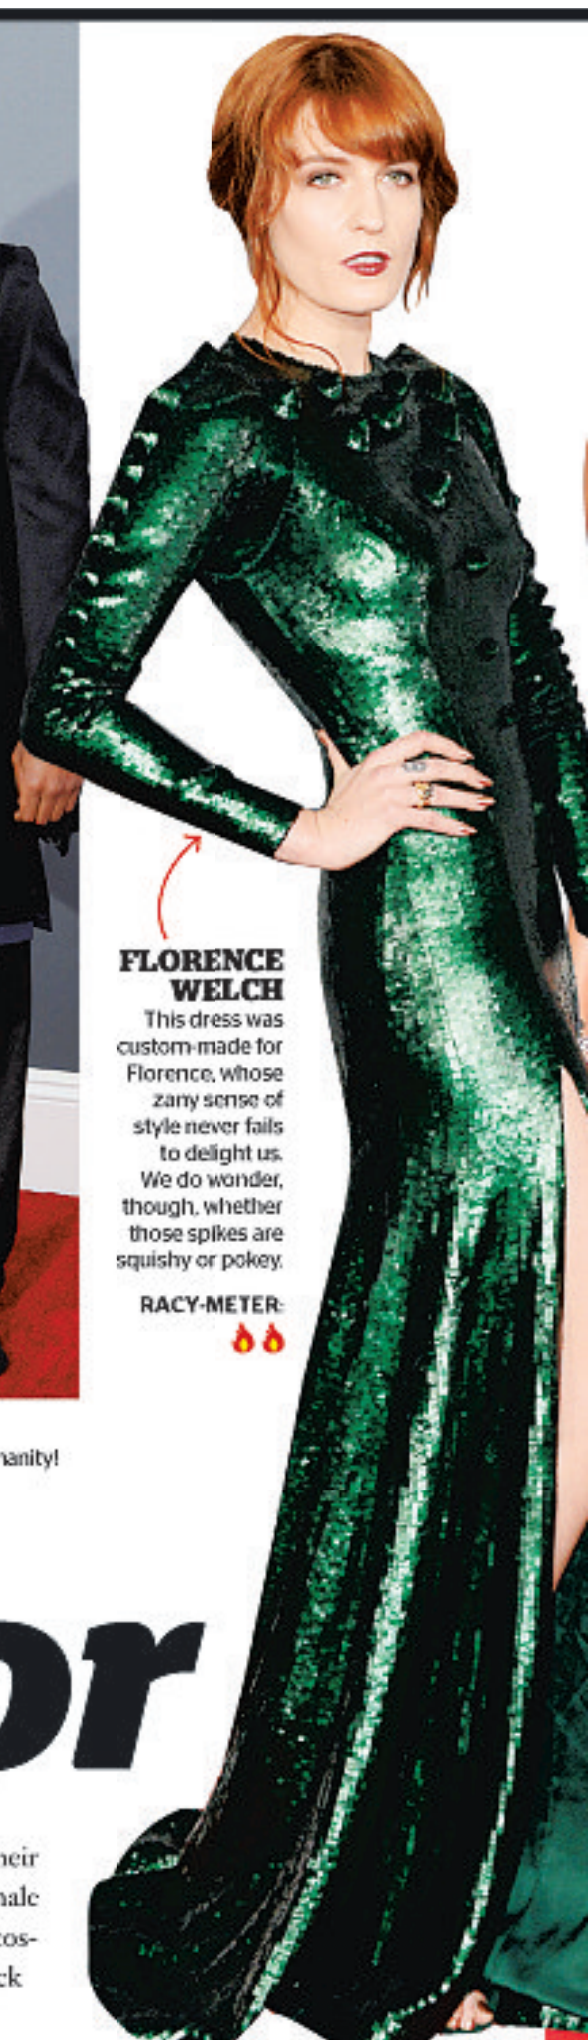 FLORENCE
WELCH
This dress was
custom-made for
Florence, whose
zany sense of
style never fails
to delight us.
We do wonder,
though, whether
those spikes are
squishy or pokey.
RACY-METER:
manity!
or
heir
nale
tos-
ck